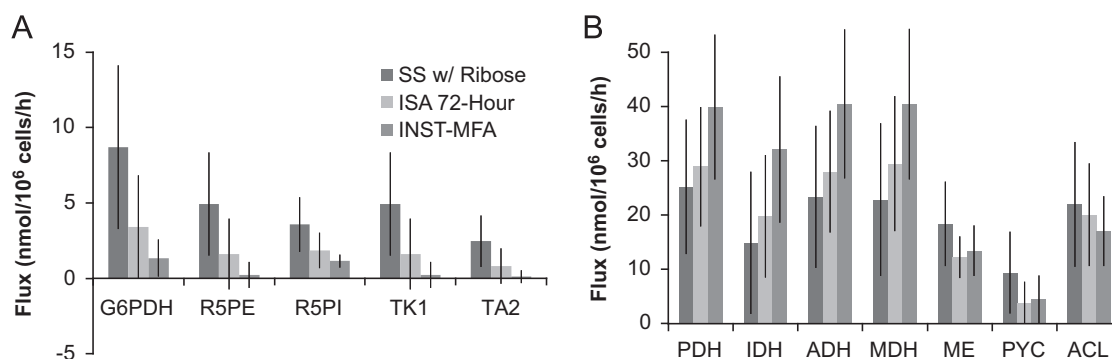 A
Flux (nmol/10⁶ cells/h)
15
10
5
0
-5
SS w/ Ribose
ISA 72-Hour
INST-MFA
G6PDH R5PE R5PI TK1 TA2
B
Flux (nmol/10⁶ cells/h)
50
40
30
20
10
0
PDH IDH ADH MDH ME PYC ACL